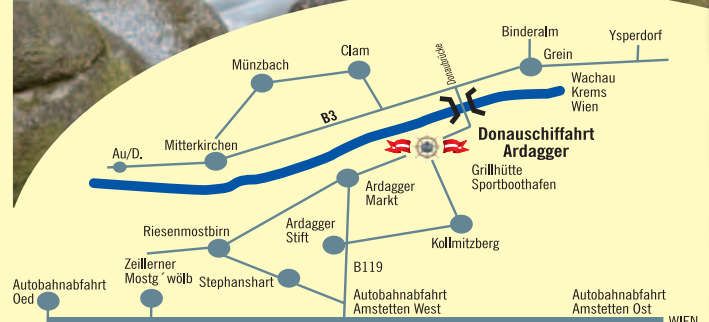 Binderalm
Ysperdorf
Clam
Grein
Münzbach
Donaubrücke
Wachau
Krems
Wien
B3
Mitterkirchen
Au/D.
Donauschiffahrt
Ardagger
Grillhütte
Sportboothafen
Ardagger
Markt
Ardagger
Stift
Riesenmostbirn
Kollmitzberg
Zeillerner
Mostg´wölb
Stephanshart
B119
Autobahnabfahrt
Oed
Autobahnabfahrt
Amstetten West
Autobahnabfahrt
Amstetten Ost
WIEN